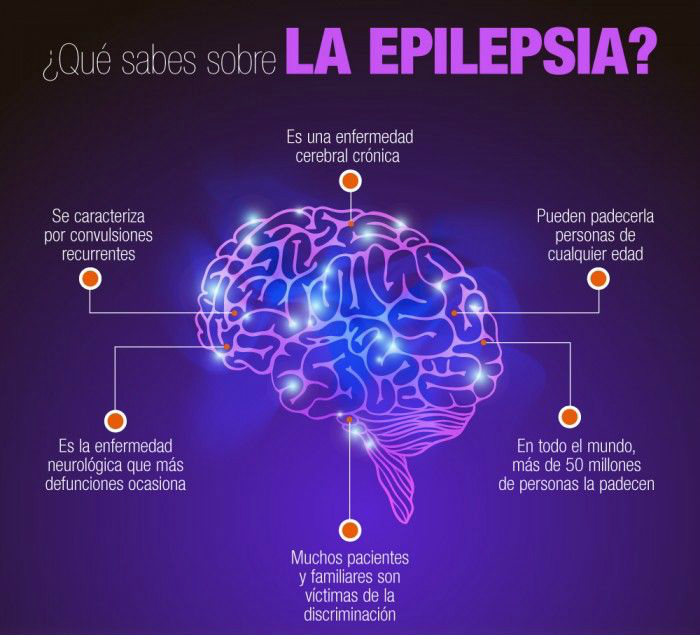 ¿Qué sabes sobre LA EPILEPSIA?
Es una enfermedad
cerebral crónica
Se caracteriza
por convulsiones
recurrentes
Pueden padecerla
personas de
cualquier edad
Es la enfermedad
neurológica que más
defunciones ocasiona
En todo el mundo,
más de 50 millones
de personas la padecen
Muchos pacientes
y familiares son
víctimas de la
discriminación